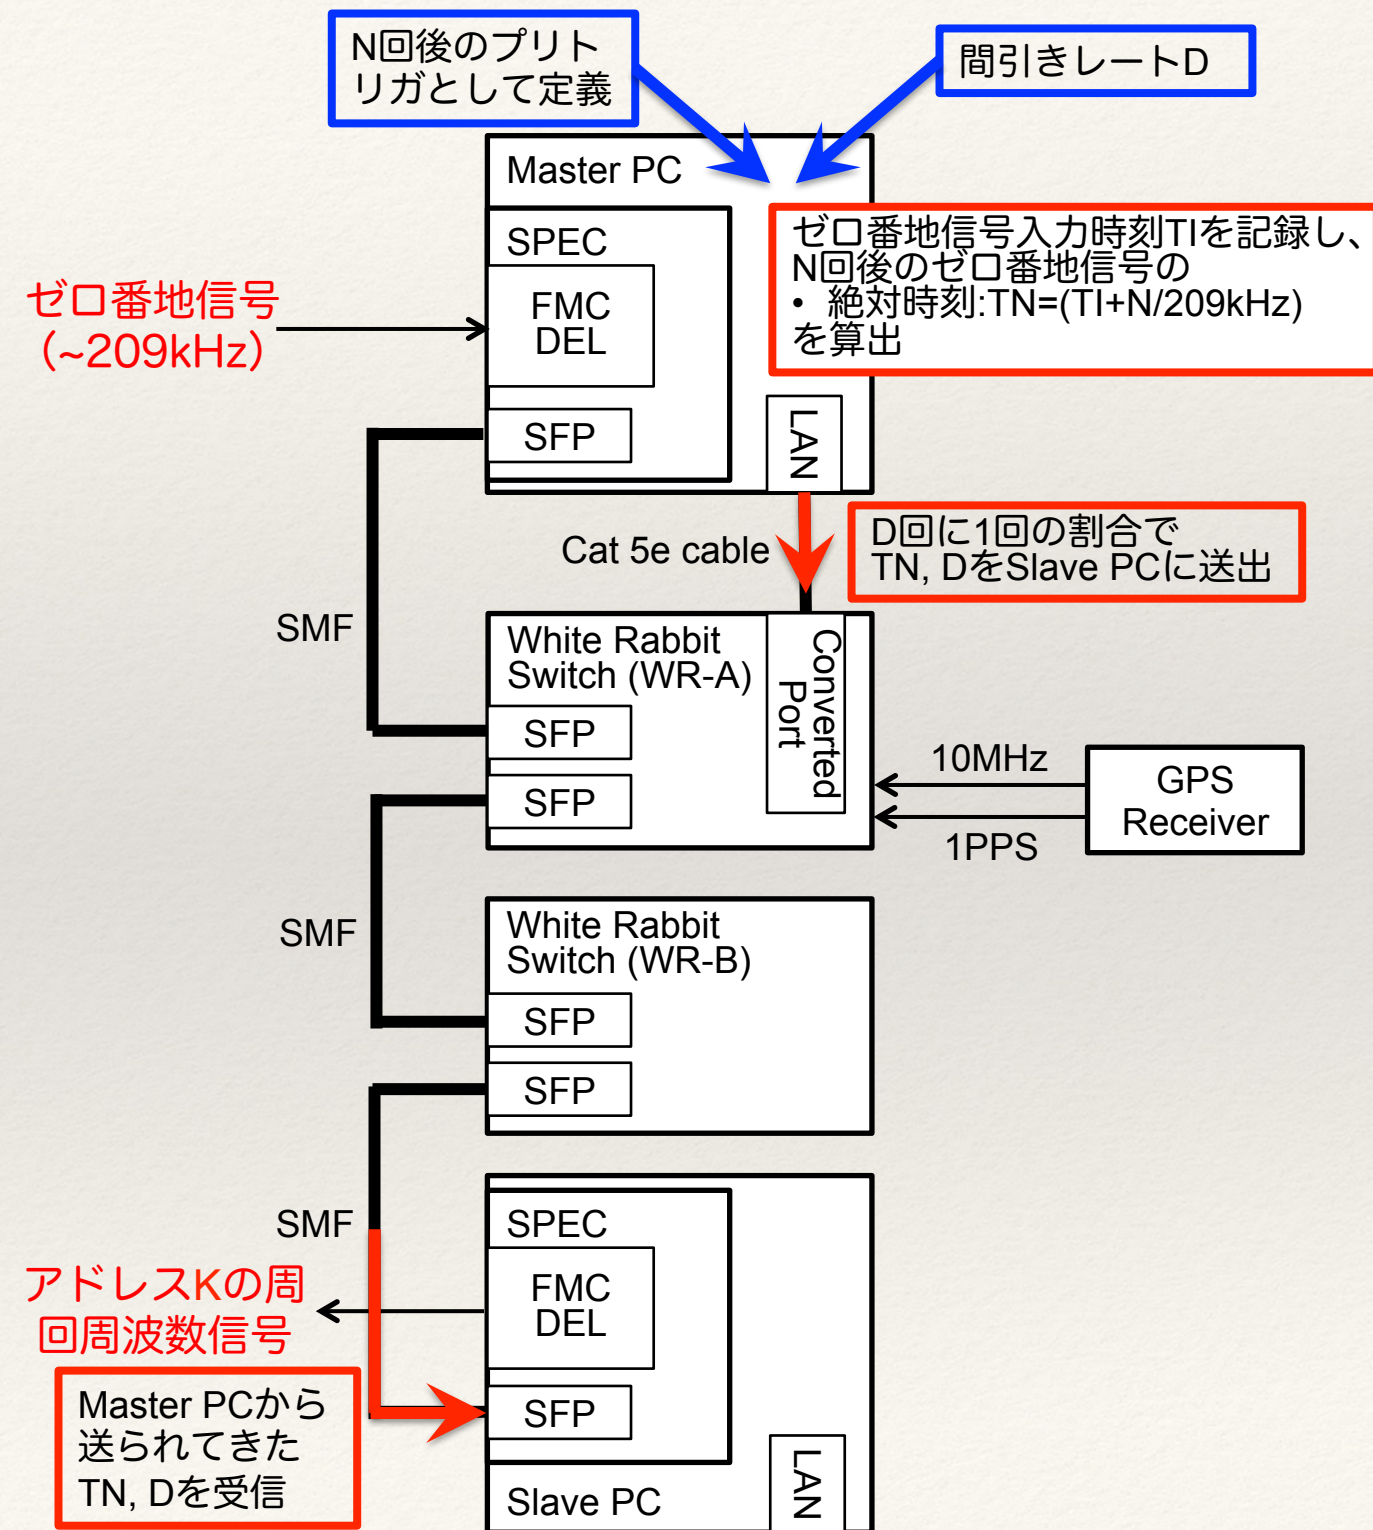 N回後のプリト
リガとして定義
間引きレートD
Master PC
SPEC
FMC
DEL
SFP
LAN
ゼロ番地信号
(~209kHz)
ゼロ番地信号入力時刻TIを記録し、
N回後のゼロ番地信号の
• 絶対時刻:TN=(TI+N/209kHz)
を算出
Cat 5e cable
D回に1回の割合で
TN, DをSlave PCに送出
SMF
White Rabbit
Switch (WR-A)
SFP
SFP
Converted
Port
10MHz
1PPS
GPS
Receiver
SMF
White Rabbit
Switch (WR-B)
SFP
SFP
SMF
SPEC
FMC
DEL
SFP
Slave PC
LAN
アドレスKの周
回周波数信号
Master PCから
送られてきた
TN, Dを受信